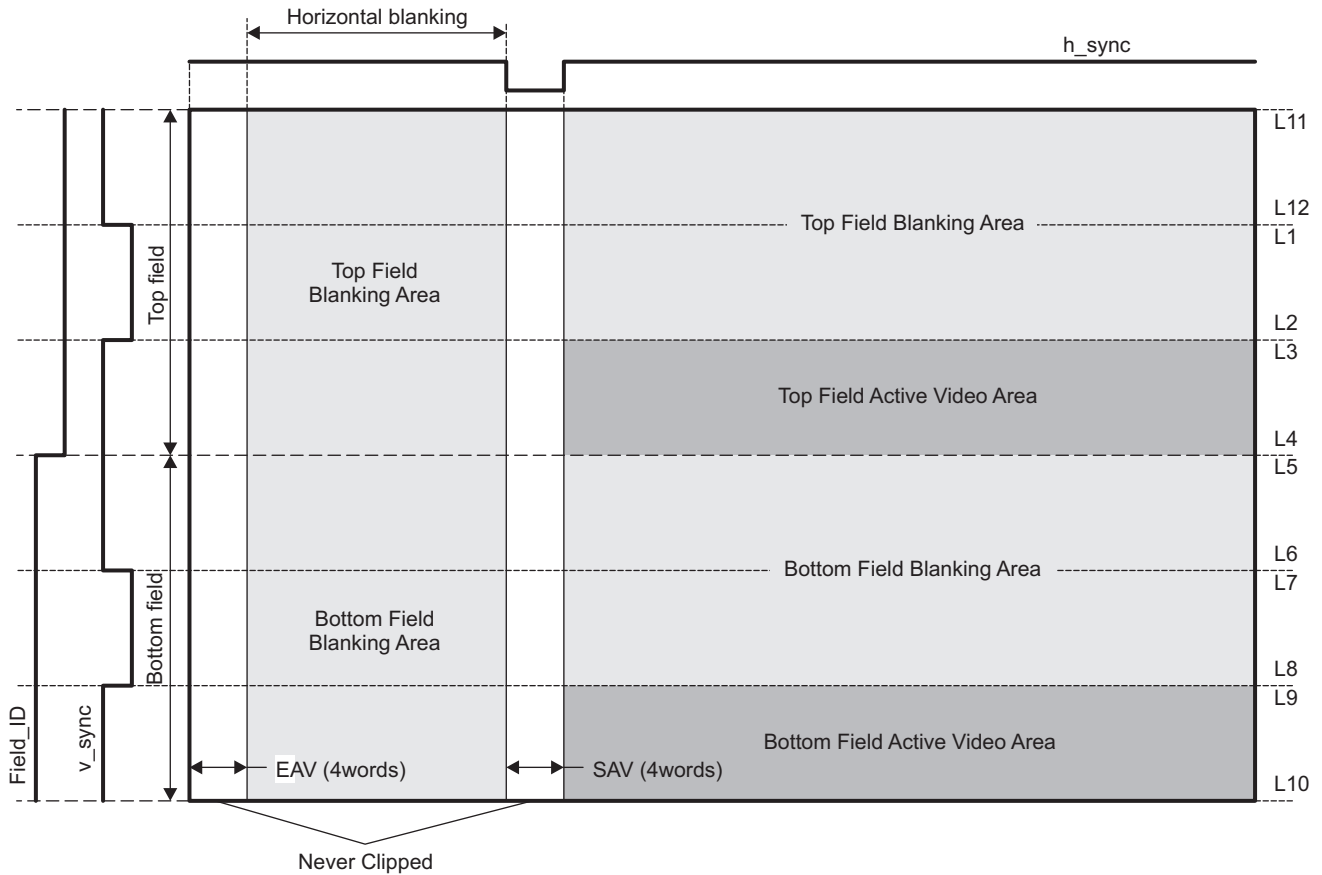 Horizontal blanking
h_sync
L11
L12
Top Field Blanking Area
L1
Top field
Top Field
Blanking Area
L2
L3
Top Field Active Video Area
L4
L5
L6
Bottom Field Blanking Area
L7
Bottom field
Bottom Field
Blanking Area
L8
L9
Field_ID
v_sync
Bottom Field Active Video Area
EAV (4words)
SAV (4words)
L10
Never Clipped